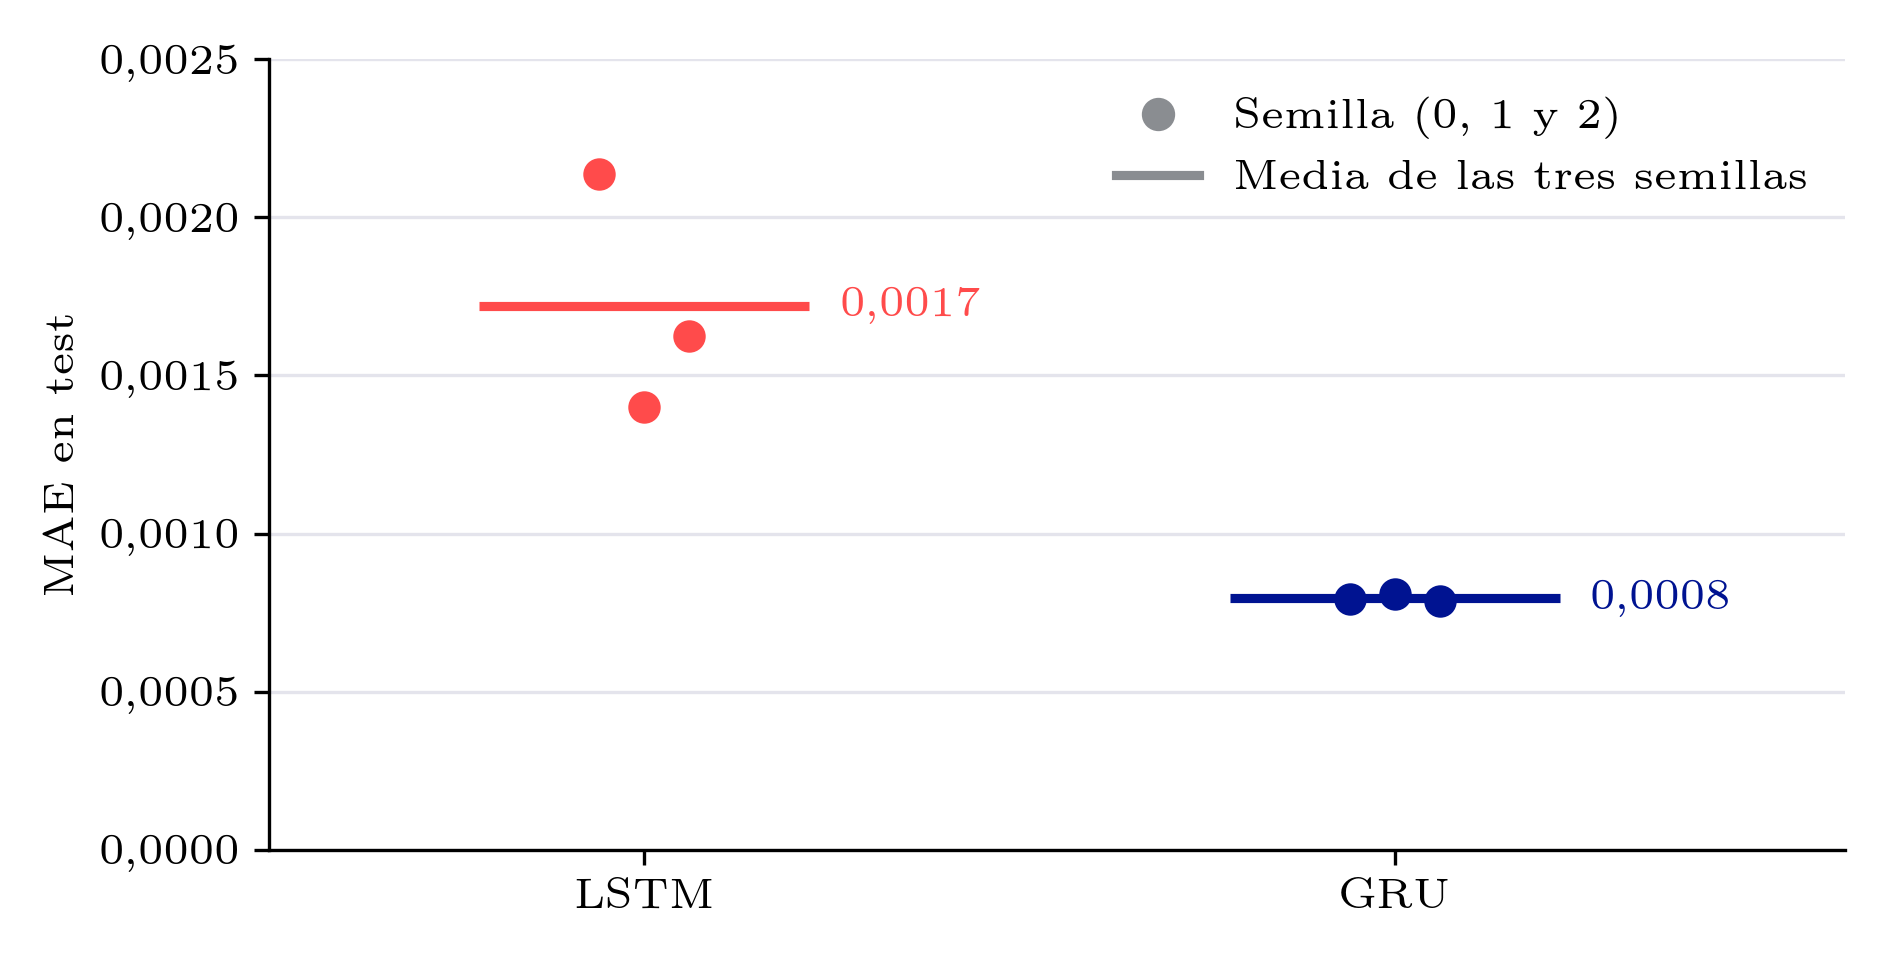 0,0025
0,0020
0,0015
0,0010
0,0005
0,0000
MAE en test
Semilla (0, 1 y 2)
Media de las tres semillas
0,0017
0,0008
LSTM
GRU